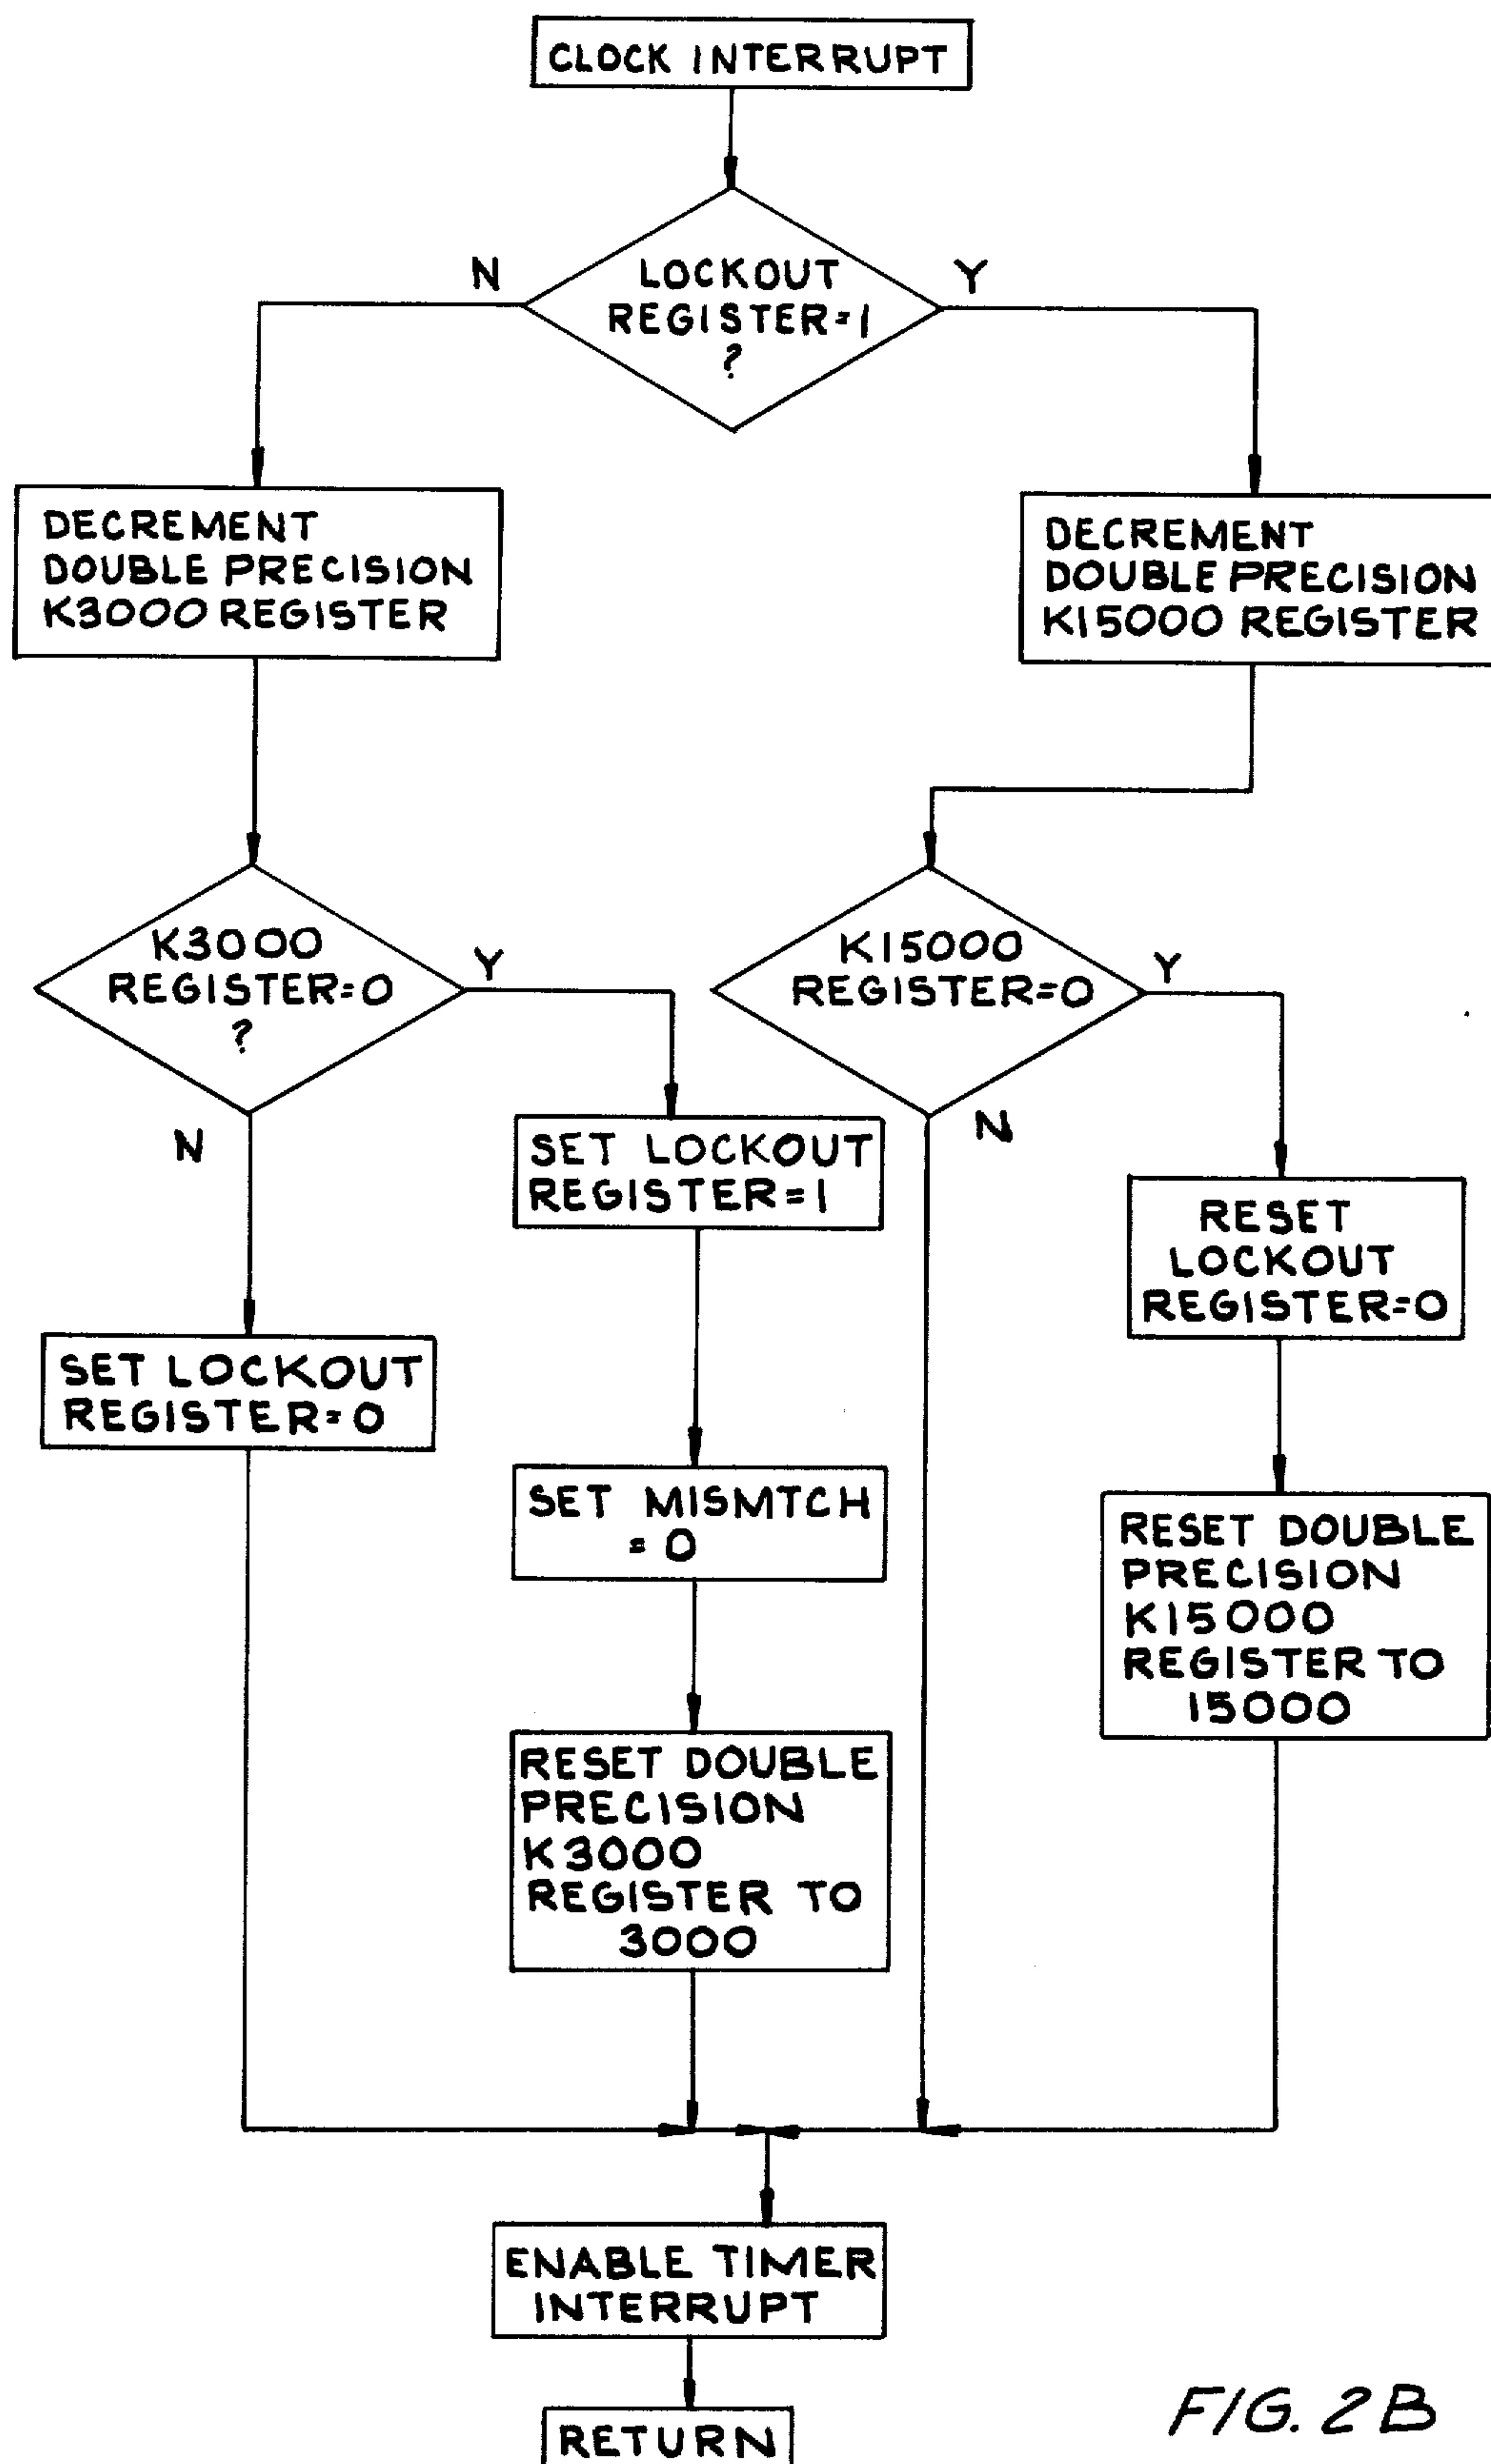 CLOCK INTERRUPT
N
LOCKOUT
REGISTER=1
?
Y
DECREMENT
DOUBLE PRECISION
K3000 REGISTER
DECREMENT
DOUBLE PRECISION
K15000 REGISTER
K3000
REGISTER=0
?
Y
N
K15000
REGISTER=0
Y
N
SET LOCKOUT
REGISTER=1
RESET
LOCKOUT
REGISTER=0
SET LOCKOUT
REGISTER=0
SET MISMTCH
=0
RESET DOUBLE
PRECISION
K15000
REGISTER TO
15000
RESET DOUBLE
PRECISION
K3000
REGISTER TO
3000
ENABLE TIMER
INTERRUPT
RETURN
FIG. 2B